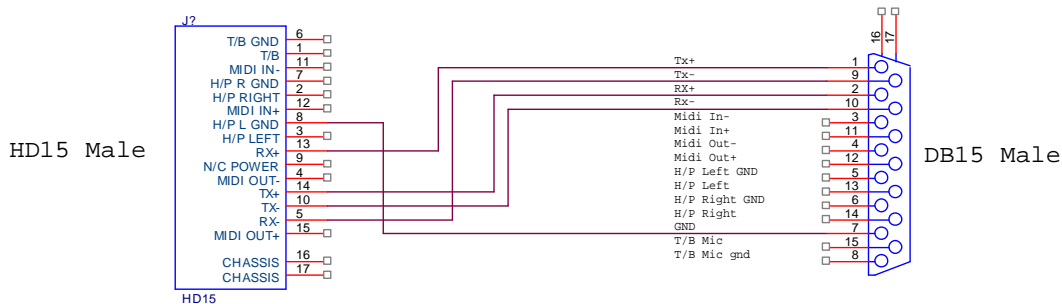 J?
T/B GND 6
T/B 1
MIDI IN- 11
H/P R GND 7
H/P RIGHT 2
MIDI IN+ 12
H/P L GND 8
H/P LEFT 3
RX+ 13
N/C POWER 9
MIDI OUT- 4
TX+ 14
TX- 10
RX- 5
MIDI OUT+ 15
CHASSIS 16
CHASSIS 17
HD15
HD15 Male
16
17
Tx+ 1
Tx- 9
RX+ 2
Rx- 10
Midi In- 3
Midi In+ 11
Midi Out- 4
Midi Out+ 12
H/P Left GND 5
H/P Left 13
H/P Right GND 6
H/P Right 14
GND 7
T/B Mic 15
T/B Mic gnd 8
DB15 Male